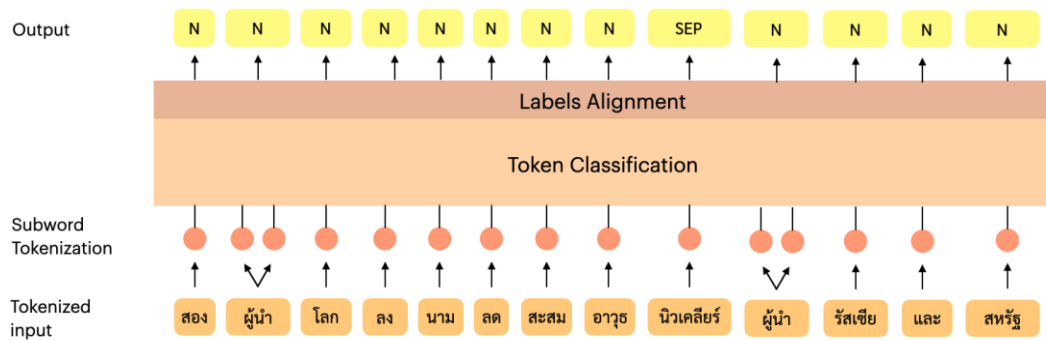 Output N N N N N N N N SEP N N N N
Labels Alignment
Token Classification
Subword
Tokenization
Tokenized
input
สอง ผู้นำ โลก ลง นาม ลด สะสม อาวุธ นิวเคลียร์ ผู้นำ รัสเซีย และ สหรัฐ